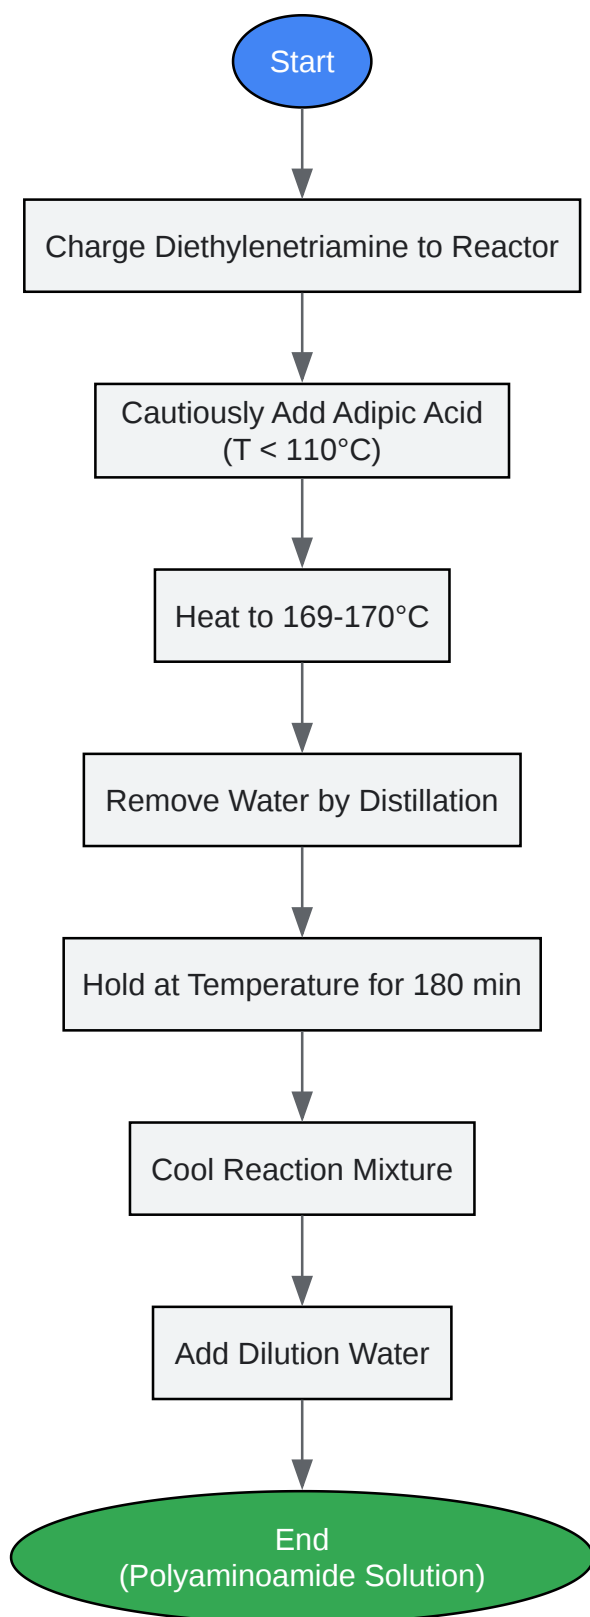 Start
Charge Diethylenetriamine to Reactor
Cautiously Add Adipic Acid
(T < 110°C)
Heat to 169-170°C
Remove Water by Distillation
Hold at Temperature for 180 min
Cool Reaction Mixture
Add Dilution Water
End
(Polyaminoamide Solution)